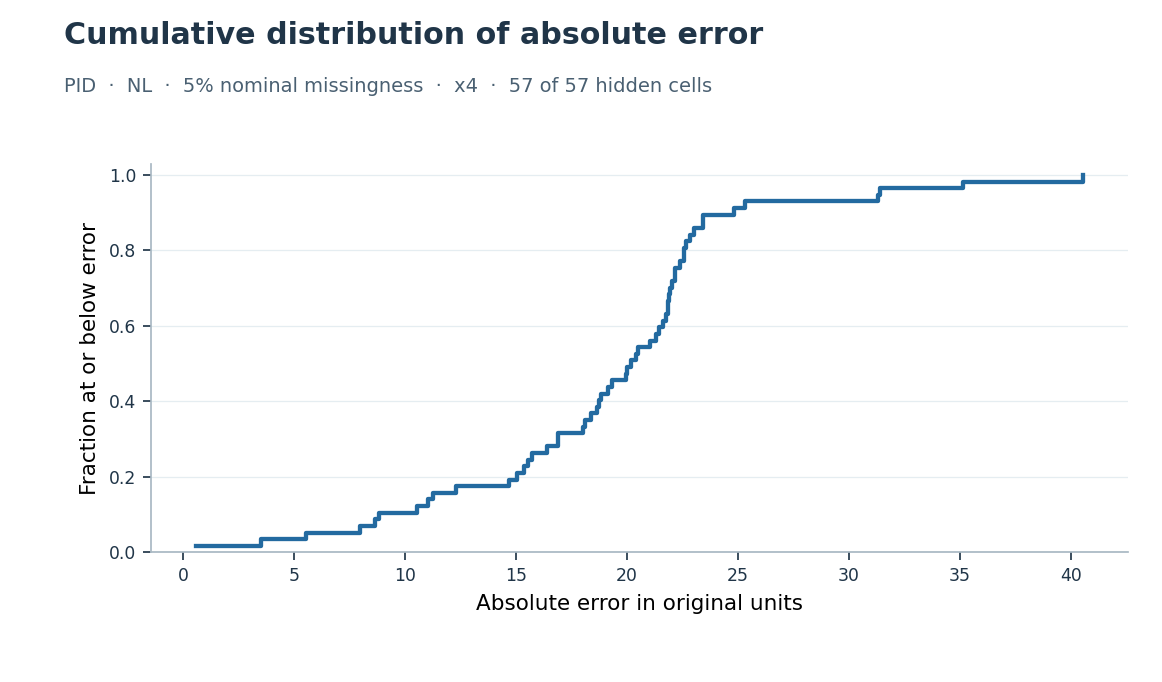 Cumulative distribution of absolute error
PID · NL · 5% nominal missingness · x4 · 57 of 57 hidden cells
Fraction at or below error
1.0
0.8
0.6
0.4
0.2
0.0
0 5 10 15 20 25 30 35 40
Absolute error in original units